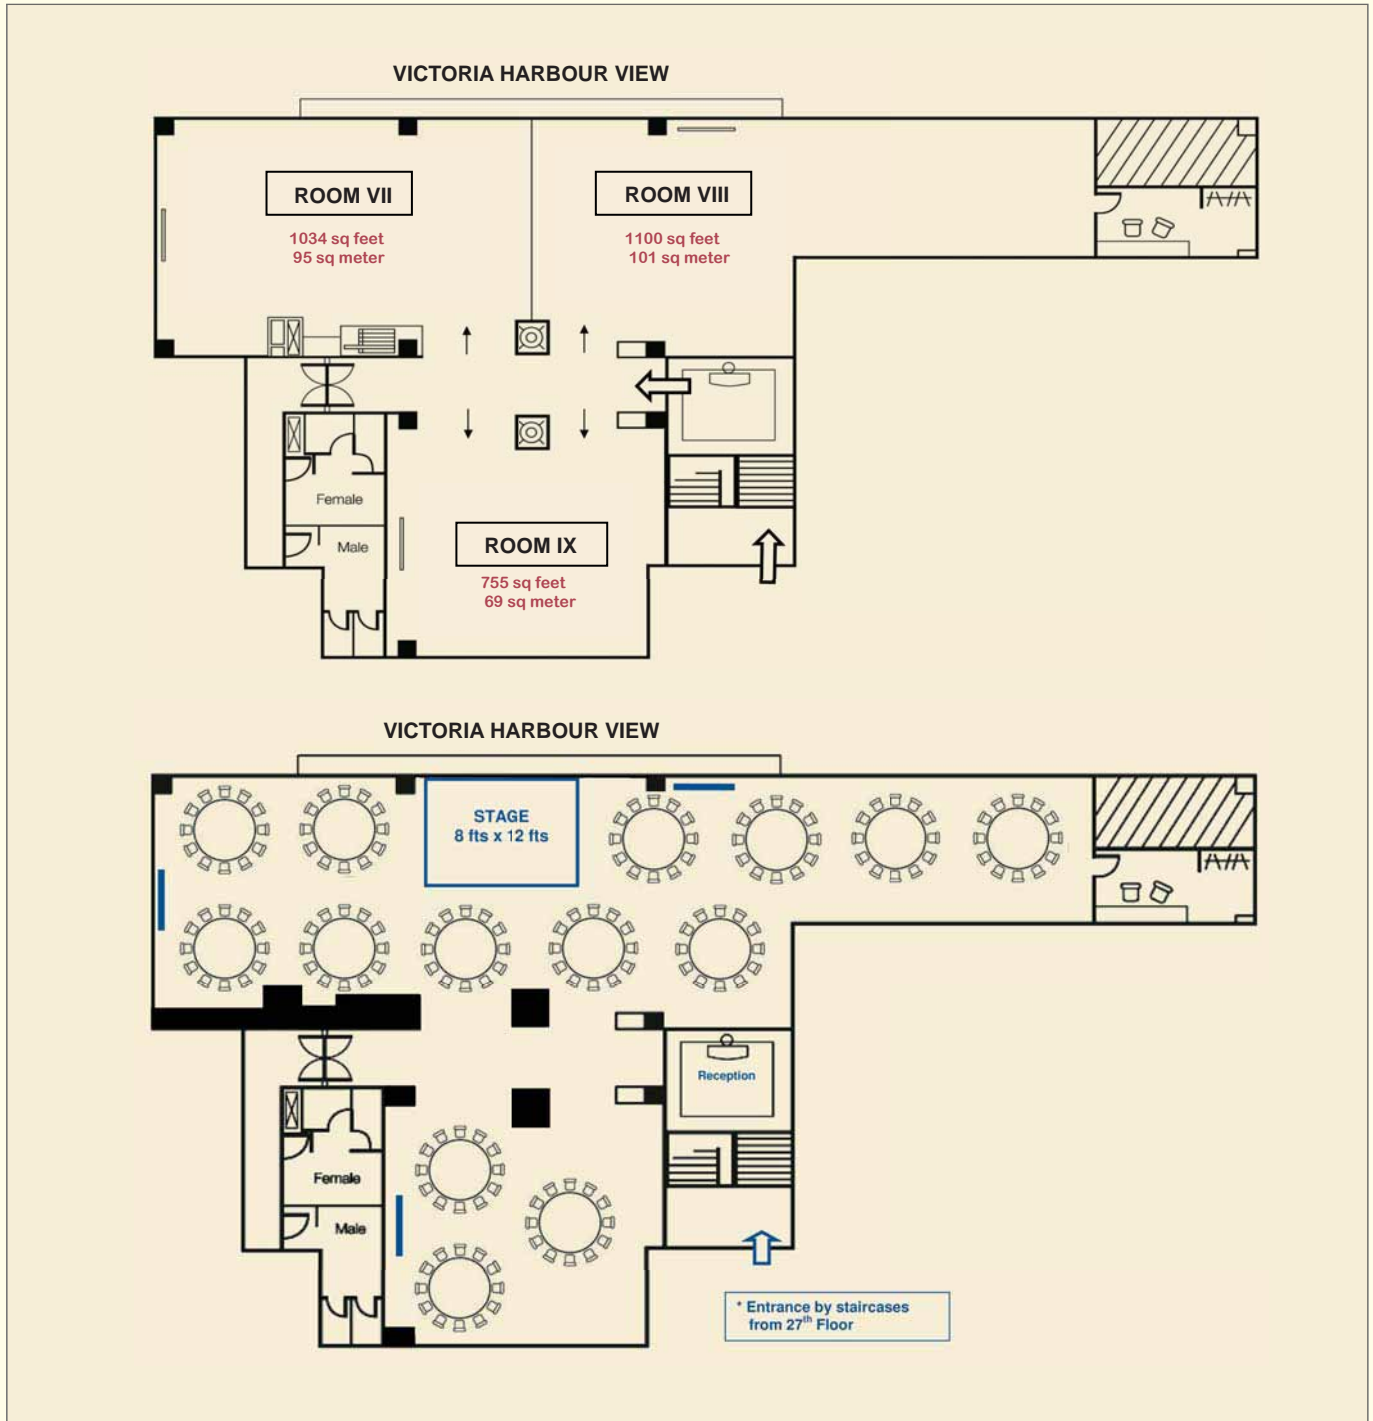 VICTORIA HARBOUR VIEW
ROOM VII
1034 sq feet
95 sq meter
ROOM VIII
1100 sq feet
101 sq meter
Female
Male
ROOM IX
755 sq feet
69 sq meter
VICTORIA HARBOUR VIEW
STAGE
8 fts x 12 fts
Reception
Female
Male
* Entrance by staircases
from 27th Floor